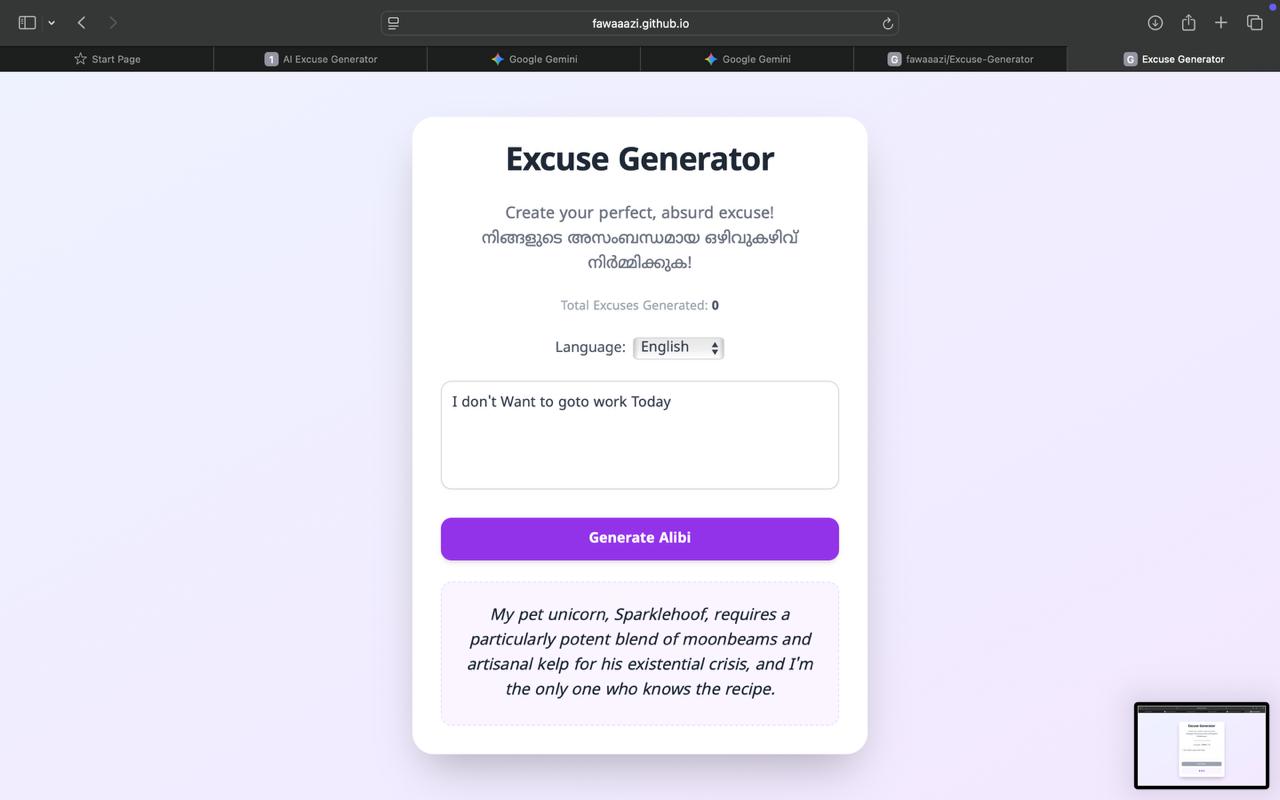 fawaaazi.github.io
Start Page
1 AI Excuse Generator
Google Gemini
Google Gemini
G fawaaazi/Excuse-Generator
G Excuse Generator
Excuse Generator
Create your perfect, absurd excuse!
നിങ്ങളുടെ അസംബന്ധമായ ഒഴിവുകഴിവ്
നിർമ്മിക്കുക!
Total Excuses Generated: 0
Language: English
I don't Want to goto work Today
Generate Alibi
My pet unicorn, Sparklehoof, requires a
particularly potent blend of moonbeams and
artisanal kelp for his existential crisis, and I'm
the only one who knows the recipe.
Excuse Generator